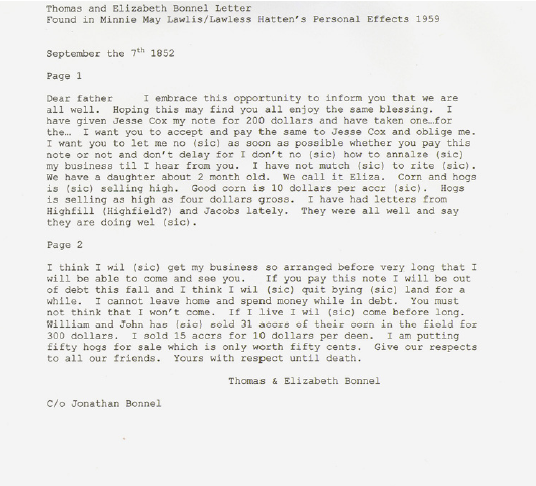 Thomas and Elizabeth Bonnel Letter
Found in Minnie May Lawlis/Lawless Hatten's Personal Effects 1959
September the 7th 1852
Page 1
Dear father I embrace this opportunity to inform you that we are
all well. Hoping this may find you all enjoy the same blessing. I
have given Jesse Cox my note for 200 dollars and have taken one…for
the… I want you to accept and pay the same to Jesse Cox and oblige me.
I want you to let me no (sic) as soon as possible whether you pay this
note or not and don't delay for I don't no (sic) how to annalze (sic)
my business til I hear from you. I have not mutch (sic) to rite (sic).
We have a daughter about 2 month old. We call it Eliza. Corn and hogs
is (sic) selling high. Good corn is 10 dollars per accr (sic). Hogs
is selling as high as four dollars gross. I have had letters from
Highfill (Highfield?) and Jacobs lately. They were all well and say
they are doing wel (sic).
Page 2
I think I wil (sic) get my business so arranged before very long that I
will be able to come and see you. If you pay this note I will be out
of debt this fall and I think I wil (sic) quit bying (sic) land for a
while. I cannot leave home and spend money while in debt. You must
not think that I won't come. If I live I wil (sic) come before long.
William and John has (sic) sold 31 accrs of their corn in the field for
300 dollars. I sold 15 accrs for 10 dollars per deen. I am putting
fifty hogs for sale which is only worth fifty cents. Give our respects
to all our friends. Yours with respect until death.
Thomas & Elizabeth Bonnel
C/o Jonathan Bonnel